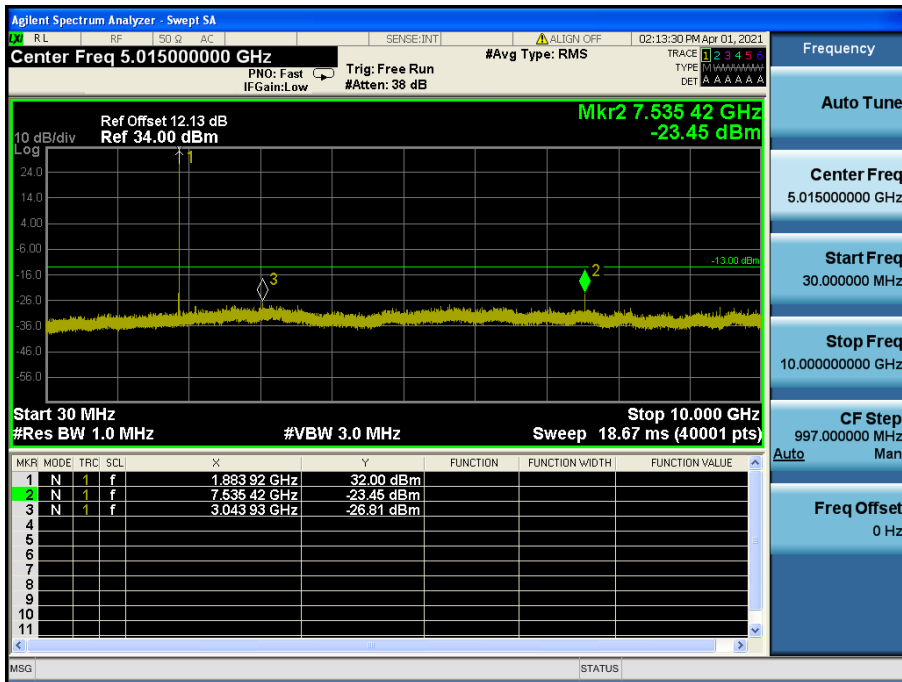 Agilent Spectrum Analyzer - Swept SA
LXI RL RF 50 Ω AC SENSE:INT ALIGN OFF 02:13:30 PM Apr 01, 2021
Center Freq 5.015000000 GHz #Avg Type: RMS TRACE 1 2 3 4 5 6
PNO: Fast Trig: Free Run TYPE MWWWWW
IFGain:Low #Atten: 38 dB DET A A A A A A
Mkr2 7.535 42 GHz
-23.45 dBm
Ref Offset 12.13 dB
10 dB/div Ref 34.00 dBm
Log
1
24.0
14.0
4.00
-6.00
-13.00 dBm
-16.0
3
2
-26.0
-36.0
-46.0
-56.0
Start 30 MHz Stop 10.000 GHz
#Res BW 1.0 MHz #VBW 3.0 MHz Sweep 18.67 ms (40001 pts)
MKR MODE TRC SCL X Y FUNCTION FUNCTION WIDTH FUNCTION VALUE
1 N 1 f 1.883 92 GHz 32.00 dBm
2 N 1 f 7.535 42 GHz -23.45 dBm
3 N 1 f 3.043 93 GHz -26.81 dBm
4
5
6
7
8
9
10
11
MSG STATUS
Frequency
Auto Tune
Center Freq
5.015000000 GHz
Start Freq
30.000000 MHz
Stop Freq
10.000000000 GHz
CF Step
997.000000 MHz
Auto Man
Freq Offset
0 Hz